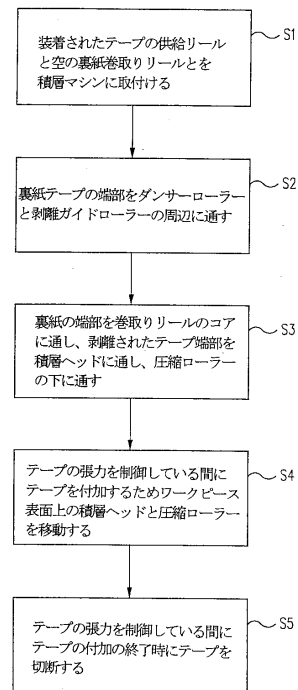 装着されたテープの供給リール
と空の裏紙巻取りリールとを
積層マシンに取付ける
S1
裏紙テープの端部をダンサーローラー
と剥離ガイドローラーの周辺に通す
S2
裏紙の端部を巻取りリールのコア
に通し、剥離されたテープ端部を
積層ヘッドに通し、圧縮ローラー
の下に通す
S3
テープの張力を制御している間に
テープを付加するためワークピース
表面上の積層ヘッドと圧縮ローラー
を移動する
S4
テープの張力を制御している間に
テープの付加の終了時にテープを
切断する
S5